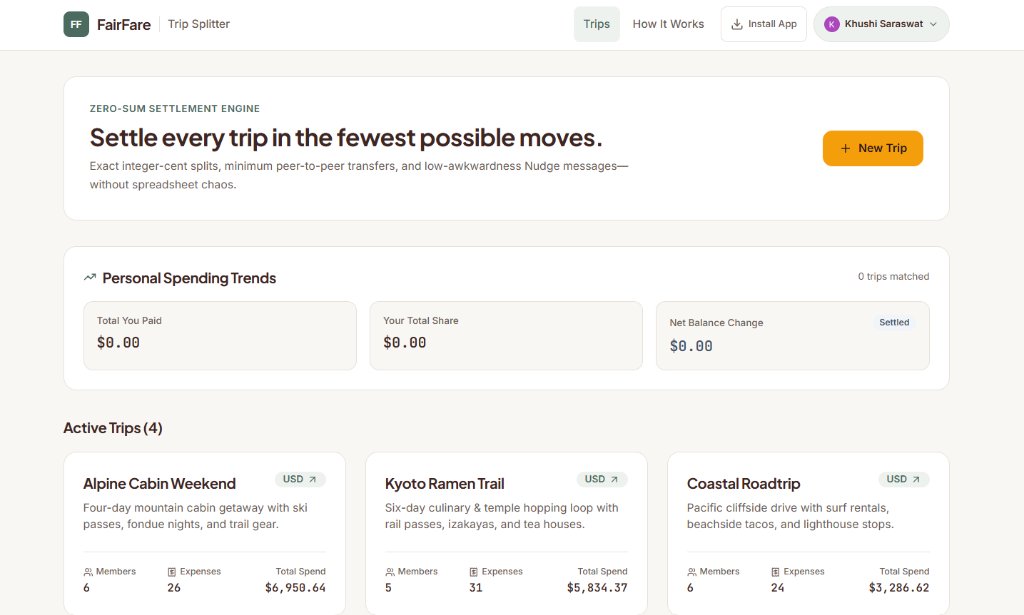 FF FairFare Trip Splitter Trips How It Works Install App K Khushi Saraswat
ZERO-SUM SETTLEMENT ENGINE
Settle every trip in the fewest possible moves.
Exact integer-cent splits, minimum peer-to-peer transfers, and low-awkwardness Nudge messages—
without spreadsheet chaos.
+ New Trip
Personal Spending Trends 0 trips matched
Total You Paid
$0.00
Your Total Share
$0.00
Net Balance Change Settled
$0.00
Active Trips (4)
Alpine Cabin Weekend USD
Four-day mountain cabin getaway with ski
passes, fondue nights, and trail gear.
Members Expenses Total Spend
6 26 $6,950.64
Kyoto Ramen Trail USD
Six-day culinary & temple hopping loop with
rail passes, izakayas, and tea houses.
Members Expenses Total Spend
5 31 $5,834.37
Coastal Roadtrip USD
Pacific cliffside drive with surf rentals,
beachside tacos, and lighthouse stops.
Members Expenses Total Spend
6 24 $3,286.62